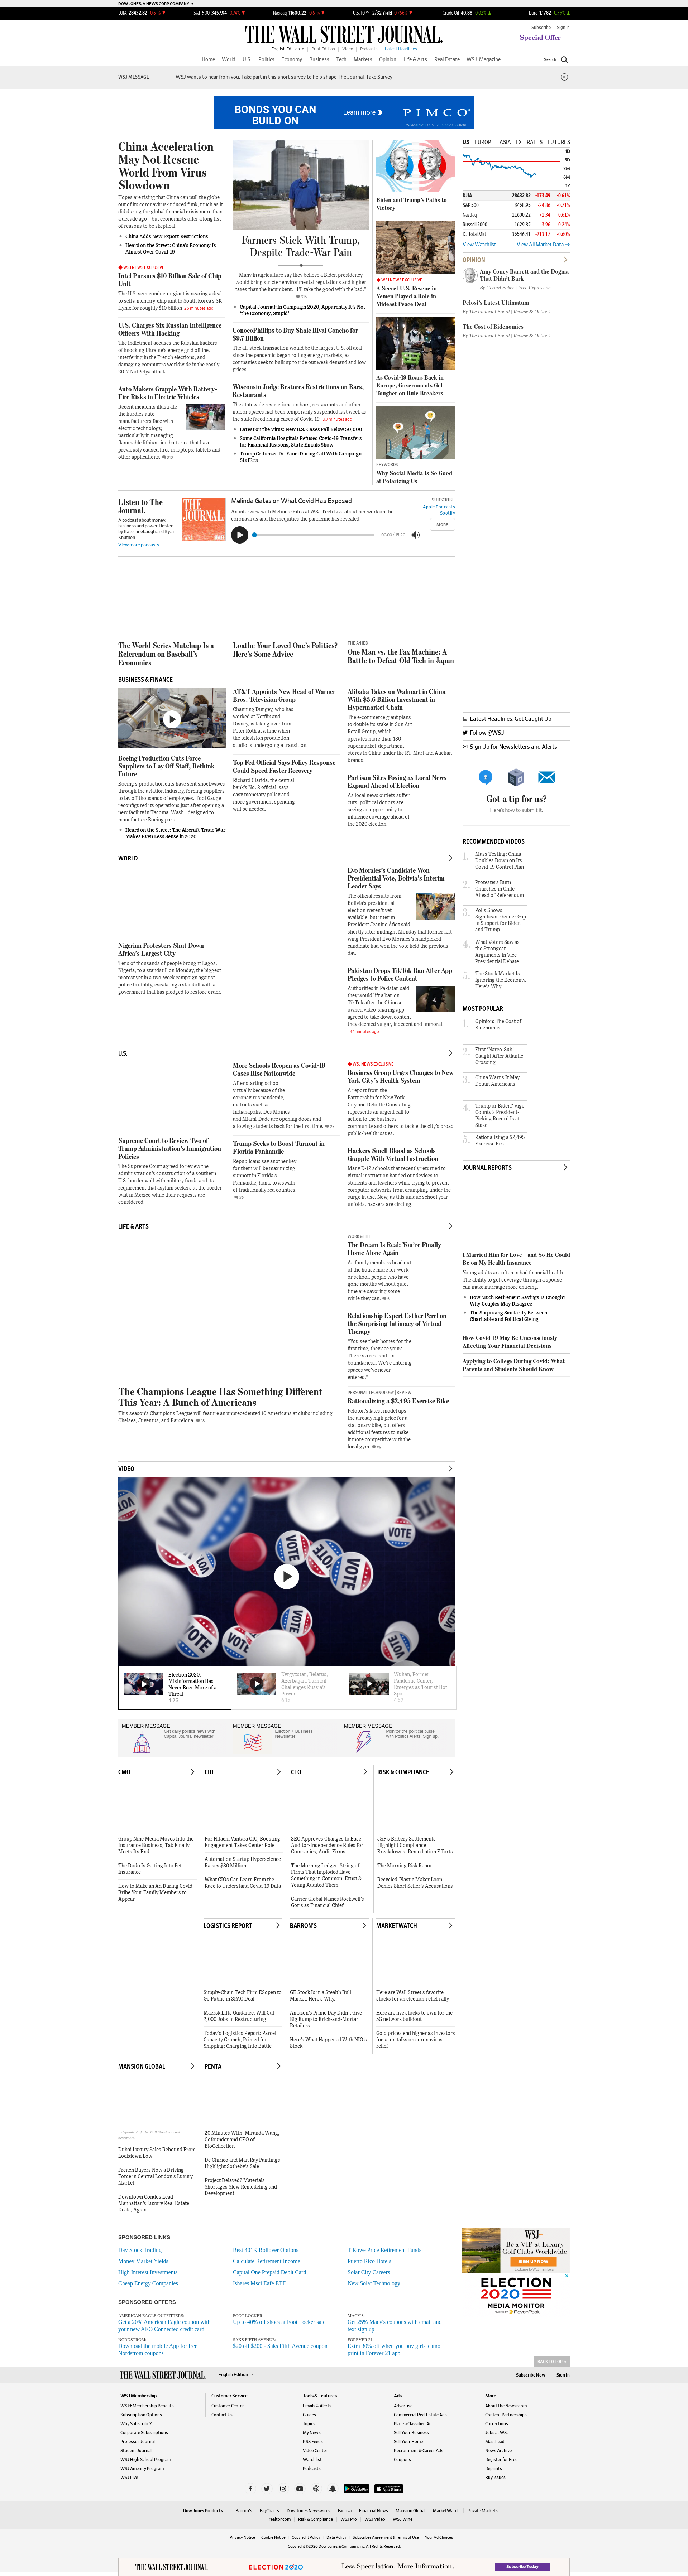 DOW JONES, A NEWS CORP COMPANY
DJIA 28432.82 0.61% S&P 500 3457.94 0.74% Nasdaq 11600.22 0.61% U.S. 10 Yr -2/32 Yield 0.766% Crude Oil 40.88 0.02% Euro 1.1782 0.55%
Subscribe | Sign In
THE WALL STREET JOURNAL.
Special Offer
English Edition | Print Edition | Video | Podcasts | Latest Headlines
Home World U.S. Politics Economy Business Tech Markets Opinion Life & Arts Real Estate WSJ. Magazine Search
WSJ MESSAGE WSJ wants to hear from you. Take part in this short survey to help shape The Journal. Take Survey
BONDS YOU CAN BUILD ON
Learn more
PIMCO
China Acceleration May Not Rescue World From Virus Slowdown
Hopes are rising that China can pull the globe out of its coronavirus-induced funk, much as it did during the global financial crisis more than a decade ago—but economists offer a long list of reasons to be skeptical.
China Adds New Export Restrictions
Heard on the Street: China's Economy Is Almost Over Covid-19
WSJ NEWS EXCLUSIVE
Intel Pursues $10 Billion Sale of Chip Unit
The U.S. semiconductor giant is nearing a deal to sell a memory-chip unit to South Korea's SK Hynix for roughly $10 billion 28 minutes ago
U.S. Charges Six Russian Intelligence Officers With Hacking
The indictment accuses the Russian hackers of knocking Ukraine's energy grid offline, interfering in the French elections, and damaging computers worldwide in the costly 2017 NotPetya attack.
Auto Makers Grapple With Battery-Fire Risks in Electric Vehicles
Recent incidents illustrate the hurdles auto manufacturers face with electric technology, particularly in managing flammable lithium-ion batteries that have previously caused fires in laptops, tablets and other applications.
Farmers Stick With Trump, Despite Trade-War Pain
Many in agriculture say they believe a Biden presidency would bring stricter environmental regulations and higher taxes that more than the uncertainty. "I'll take the gold hoard..."
Capital Journal: In Campaign 2020, Apparently It's Not 'the Economy, Stupid'
ConocoPhillips to Buy Shale Rival Concho for $9.7 Billion
The all-stock transaction would be the largest U.S. oil deal since the pandemic began roiling energy markets, as companies seek to bulk up to ride out weak demand and low prices.
Wisconsin Judge Restores Restrictions on Bars, Restaurants
The statewide restrictions on bars, restaurants and other indoor spaces had been temporarily suspended last week as the state faced rising cases of Covid-19. 33 minutes ago
Latest on the Virus: New U.S. Cases Fall Below 50,000
Some California Hospitals Refused Covid-19 Transfers for Financial Reasons, State Emails Show
Trump Criticizes Dr. Fauci During Call With Campaign Staffers
Biden and Trump's Paths to Victory
WSJ NEWS EXCLUSIVE
A Secret U.S. Rescue in Yemen Played a Role in Mideast Peace Deal
As Covid-19 Roars Back in Europe, Governments Get Tougher on Rule Breakers
KEYWORDS
Why Social Media Is So Good at Polarizing Us
US EUROPE ASIA FX RATES FUTURES
1D
5D
3M
6M
1Y
DJIA 28432.82 -173.49 -0.61%
S&P 500 3458.95 -24.86 -0.71%
Nasdaq 11600.22 -71.34 -0.61%
Russell 2000 1629.85 -3.96 -0.24%
DJ Total Mkt 35546.41 -213.17 -0.60%
View Watchlist View All Market Data
OPINION
Amy Coney Barrett and the Dogma That Didn't Bark
By Gerard Baker | Free Expression
Pelosi's Latest Ultimatum
By The Editorial Board | Review & Outlook
The Cost of Bidenomics
By The Editorial Board | Review & Outlook
Listen to The Journal.
A podcast about money, business and power. Hosted by Kate Linebaugh and Ryan Knutson.
View more podcasts
THE JOURNAL.
Melinda Gates on What Covid Has Exposed
An interview with Melinda Gates at WSJ Tech Live about her work on the coronavirus and the inequities the pandemic has revealed.
00:00 / 19:20
SUBSCRIBE
Apple Podcasts
Spotify
MORE
The World Series Matchup Is a Referendum on Baseball's Economics
Loathe Your Loved One's Politics? Here's Some Advice
THE A-HED
One Man vs. the Fax Machine: A Battle to Defeat Old Tech in Japan
BUSINESS & FINANCE
Boeing Production Cuts Force Suppliers to Lay Off Staff, Rethink Future
Boeing's production cuts have sent shockwaves through the aviation industry, forcing suppliers to lay off thousands of employees. Tool Gauge reconfigured its operations just after opening a new facility in Tacoma, Wash., designed to manufacture Boeing parts.
Heard on the Street: The Aircraft Trade War Makes Even Less Sense in 2020
AT&T Appoints New Head of Warner Bros. Television Group
Channing Dungey, who has worked at Netflix and Disney, is taking over from Peter Roth at a time when the television production studio is undergoing a transition.
Top Fed Official Says Policy Response Could Speed Faster Recovery
Richard Clarida, the central bank's No. 2 official, says easy monetary policy and more government spending will be needed.
Alibaba Takes on Walmart in China With $3.6 Billion Investment in Hypermarket Chain
The e-commerce giant plans to double its stake in Sun Art Retail Group, which operates more than 480 supermarket department stores in China under the RT-Mart and Auchan brands.
Partisan Sites Posing as Local News Expand Ahead of Election
As local news outlets suffer cuts, political donors are seeing an opportunity to influence coverage ahead of the 2020 election.
Latest Headlines: Get Caught Up
Follow @WSJ
Sign Up for Newsletters and Alerts
Got a tip for us?
Here's how to submit it.
RECOMMENDED VIDEOS
1. Mass Testing: China Doubles Down on Its Covid-19 Control Plan
2. Protesters Burn Churches in Chile Ahead of Referendum
3. Polls Shows Significant Gender Gap in Support for Biden and Trump
4. What Voters Saw as the Strongest Arguments in Vice Presidential Debate
5. The Stock Market Is Ignoring the Economy. Here's Why
MOST POPULAR
1. Opinion: The Cost of Bidenomics
2. First 'Narco-Sub' Caught After Atlantic Crossing
3. China Warns It May Detain Americans
4. Trump or Biden? Vigo County's President-Picking Record Is at Stake
5. Rationalizing a $2,495 Exercise Bike
WORLD
Nigerian Protesters Shut Down Africa's Largest City
Tens of thousands of people brought Lagos, Nigeria, to a standstill on Monday, the biggest protest in a two-week campaign against police brutality, escalating a standoff with a government that has pledged to restore order.
Evo Morales's Candidate Won Presidential Vote, Bolivia's Interim Leader Says
The official results from Bolivia's presidential election weren't yet available, but interim President Jeanine Áñez said shortly after midnight Monday that former left-wing President Evo Morales's handpicked candidate had won the vote held the previous day.
Pakistan Drops TikTok Ban After App Pledges to Police Content
Authorities in Pakistan said they would lift a ban on TikTok after the Chinese-owned video-sharing app agreed to take down content they deemed vulgar, indecent and immoral. 44 minutes ago
U.S.
Supreme Court to Review Two of Trump Administration's Immigration Policies
The Supreme Court agreed to review the administration's construction of a southern U.S. border wall with military funds and its requirement that asylum seekers at the border wait in Mexico while their requests are considered.
More Schools Reopen as Covid-19 Cases Rise Nationwide
After starting school virtually because of the coronavirus pandemic, districts such as Indianapolis, Des Moines and Miami-Dade are opening doors and allowing students back for the first time.
Trump Seeks to Boost Turnout in Florida Panhandle
Republicans say another key for them will be maximizing support in Florida's Panhandle, home to a swath of traditionally red counties.
WSJ NEWS EXCLUSIVE
Business Group Urges Changes to New York City's Health System
A report from the Partnership for New York City and Deloitte Consulting represents an urgent call to action to the business community and others to tackle the city's broad public-health issues.
Hackers Smell Blood as Schools Grapple With Virtual Instruction
Many K-12 schools that recently returned to virtual instruction handed out devices to students and teachers while trying to prevent computer networks from cramping under the surge in use. Now, as this unique school year unfolds, hackers are circling.
JOURNAL REPORTS
I Married Him for Love—and So He Could Be on My Health Insurance
Young adults are often in bad financial health. The ability to get coverage through a spouse can make marriage more enticing.
How Much Retirement Savings Is Enough? Why Couples May Disagree
The Surprising Similarity Between Charitable and Political Giving
How Covid-19 May Be Unconsciously Affecting Your Financial Decisions
Applying to College During Covid: What Parents and Students Should Know
LIFE & ARTS
The Champions League Has Something Different This Year: A Bunch of Americans
This season's Champions League will feature an unprecedented 10 Americans at clubs including Chelsea, Juventus, and Barcelona.
WORK & LIFE
The Dream Is Real: You're Finally Home Alone Again
As family members head out of the house more for work or school, people who have gone months without quiet time are savoring some while they can.
Relationship Expert Esther Perel on the Surprising Intimacy of Virtual Therapy
"You see their homes for the first time, they see yours... There's a real shift in boundaries... We're entering spaces we've never entered."
PERSONAL TECHNOLOGY | REVIEW
Rationalizing a $2,495 Exercise Bike
Peloton's latest model ups the already high price for a stationary bike, but offers additional features to make it more competitive with the local gym.
VIDEO
Election 2020: Misinformation Has Never Been More of a Threat
Kyrgyzstan, Belarus, Azerbaijan: Turmoil Challenges Russia's Power
Wuhan, Former Pandemic Center, Emerges as Tourist Hot Spot
MEMBER MESSAGE
Get daily politics news with Capital Journal newsletter
MEMBER MESSAGE
Election + Business Newsletter
MEMBER MESSAGE
Monitor the political pulse with Politics Alerts. Sign up.
CMO
Group Nine Media Moves Into the Insurance Business; Tab Finally Meets Its End
The Dodo Is Getting Into Pet Insurance
How to Make an Ad During Covid: Bribe Your Family Members to Appear
CIO
For Hitachi Vantara CIO, Boosting Engagement Takes Center Role
Automation Startup Hyperscience Raises $80 Million
What CIOs Can Learn From the Race to Understand Covid-19 Data
CFO
SEC Approves Changes to Ease Auditor-Independence Rules for Companies, Audit Firms
The Morning Ledger: String of Firms That Imploded Have Something in Common: Ernst & Young Audited Them
Carrier Global Names Rockwell's Goris as Financial Chief
RISK & COMPLIANCE
J&F's Bribery Settlements Highlight Compliance Breakdowns, Remediation Efforts
The Morning Risk Report
Recycled-Plastic Maker Loop Denies Short Seller's Accusations
LOGISTICS REPORT
Supply-Chain Tech Firm E2open to Go Public in SPAC Deal
Maersk Lifts Guidance, Will Cut 2,000 Jobs in Restructuring
Today's Logistics Report: Parcel Capacity Crunch; Primed for Shipping; Charging Into Battle
BARRON'S
GE Stock Is in a Stealth Bull Market. Here's Why.
Amazon's Prime Day Didn't Give Big Bump to Brick-and-Mortar Retailers
Here's What Happened With NIO's Stock
MARKETWATCH
Here are Wall Street's favorite stocks for an election-relief rally
Here are five stocks to own for the 5G network buildout
Gold prices end higher as investors focus on talks on coronavirus relief
MANSION GLOBAL
Dubai Luxury Sales Rebound From Lockdown Low
French Buyers Now a Driving Force in Central London's Luxury Market
Downtown Condos Lead Manhattan's Luxury Real Estate Deals, Again
PENTA
20 Minutes With: Miranda Wang, Cofounder and CEO of BioCellection
De Chirico and Man Ray Paintings Highlight Sotheby's Sale
Project Delayed? Materials Shortages Slow Remodeling and Development
SPONSORED LINKS
Day Stock Trading
Money Market Yields
High Interest Investments
Cheap Energy Companies
Best 401K Rollover Options
Calculate Retirement Income
Capital One Prepaid Debit Card
Ishares Msci Eafe ETF
T Rowe Price Retirement Funds
Puerto Rico Hotels
Solar City Careers
New Solar Technology
SPONSORED OFFERS
AMERICAN EAGLE OUTFITTERS:
Get a 20% American Eagle coupon with your new AEO Connected credit card
FOOT LOCKER:
Up to 40% off shoes at Foot Locker sale
MACY'S:
Get 25% Macy's coupons with email and text sign up
NORDSTROM:
Download the mobile App for free Nordstrom coupons
SAKS FIFTH AVENUE:
$20 off $200 - Saks Fifth Avenue coupon
FOREVER 21:
Extra 30% off when you buy girls' camo print in Forever 21 app
WSJ+
Be a VIP at Luxury Golf Clubs Worldwide
SIGN UP NOW
ELECTION 2020
MEDIA MONITOR
Powered by FiscalNote
BACK TO TOP
THE WALL STREET JOURNAL.
English Edition
Subscribe Now Sign In
WSJ Membership
WSJ+ Membership Benefits
Subscription Options
Why Subscribe?
Corporate Subscriptions
Professor Journal
Student Journal
WSJ High School Program
WSJ Amenity Program
WSJ Live
Customer Service
Customer Center
Contact Us
Tools & Features
Emails & Alerts
Guides
Topics
My News
RSS Feeds
Video Center
Watchlist
Podcasts
Ads
Advertise
Commercial Real Estate Ads
Place a Classified Ad
Sell Your Business
Sell Your Home
Recruitment & Career Ads
Coupons
More
About the Newsroom
Content Partnerships
Corrections
Jobs at WSJ
Masthead
News Archive
Register for Free
Reprints
Buy Issues
Google Play
App Store
Dow Jones Products Barron's BigCharts Dow Jones Newswires Factiva Financial News Mansion Global MarketWatch Private Markets
realtor.com Risk & Compliance WSJ Pro WSJ Video WSJ Wine
Privacy Notice Cookie Notice Copyright Policy Data Policy Subscriber Agreement & Terms of Use Your Ad Choices
Copyright ©2020 Dow Jones & Company, Inc. All Rights Reserved.
THE WALL STREET JOURNAL.
ELECTION 2020
Less Speculation. More Information.
Subscribe Today